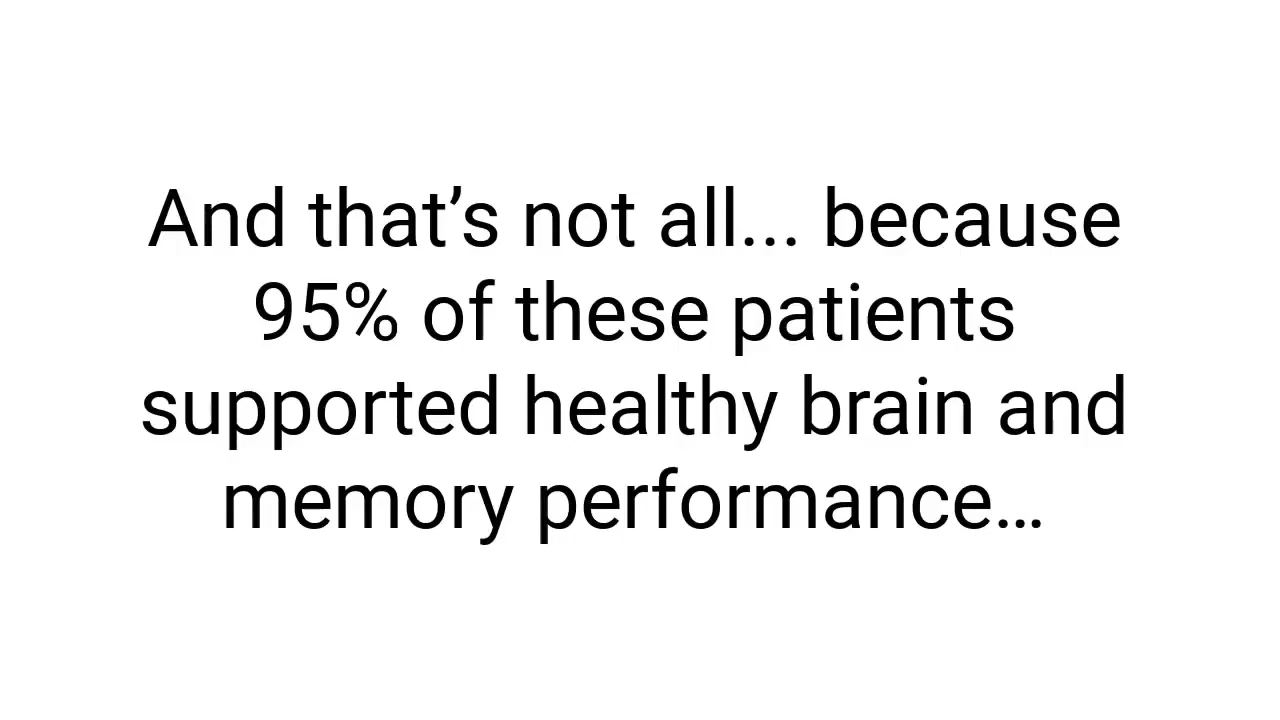 And that’s not all... because
95% of these patients
supported healthy brain and
memory performance…